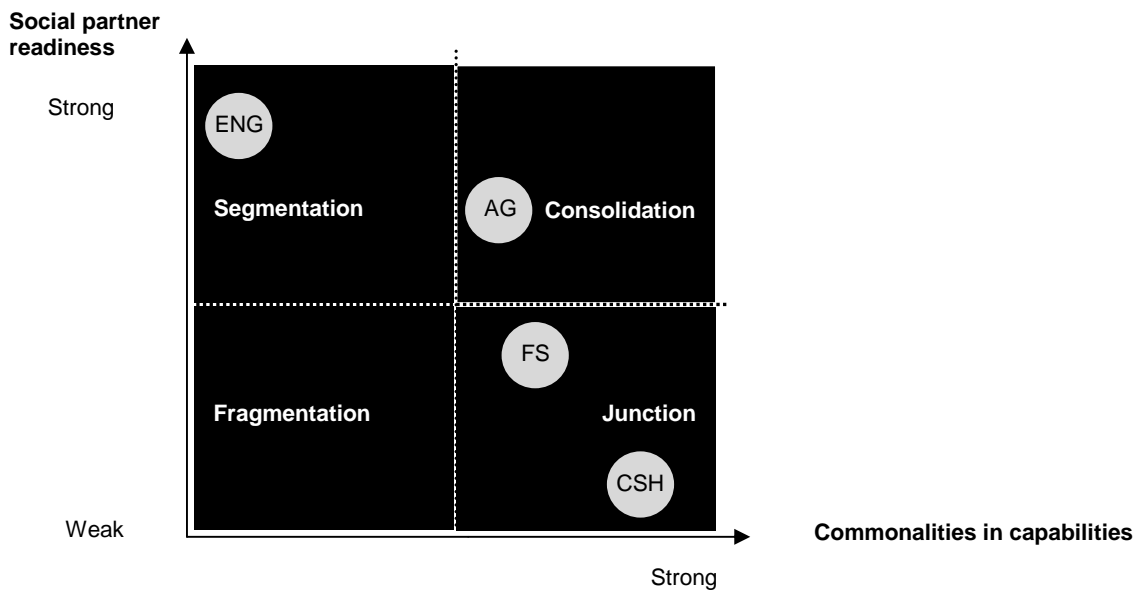 Social partner
readiness
Strong
ENG
Segmentation
AG
Consolidation
FS
Fragmentation
Junction
CSH
Weak
Commonalities in capabilities
Strong